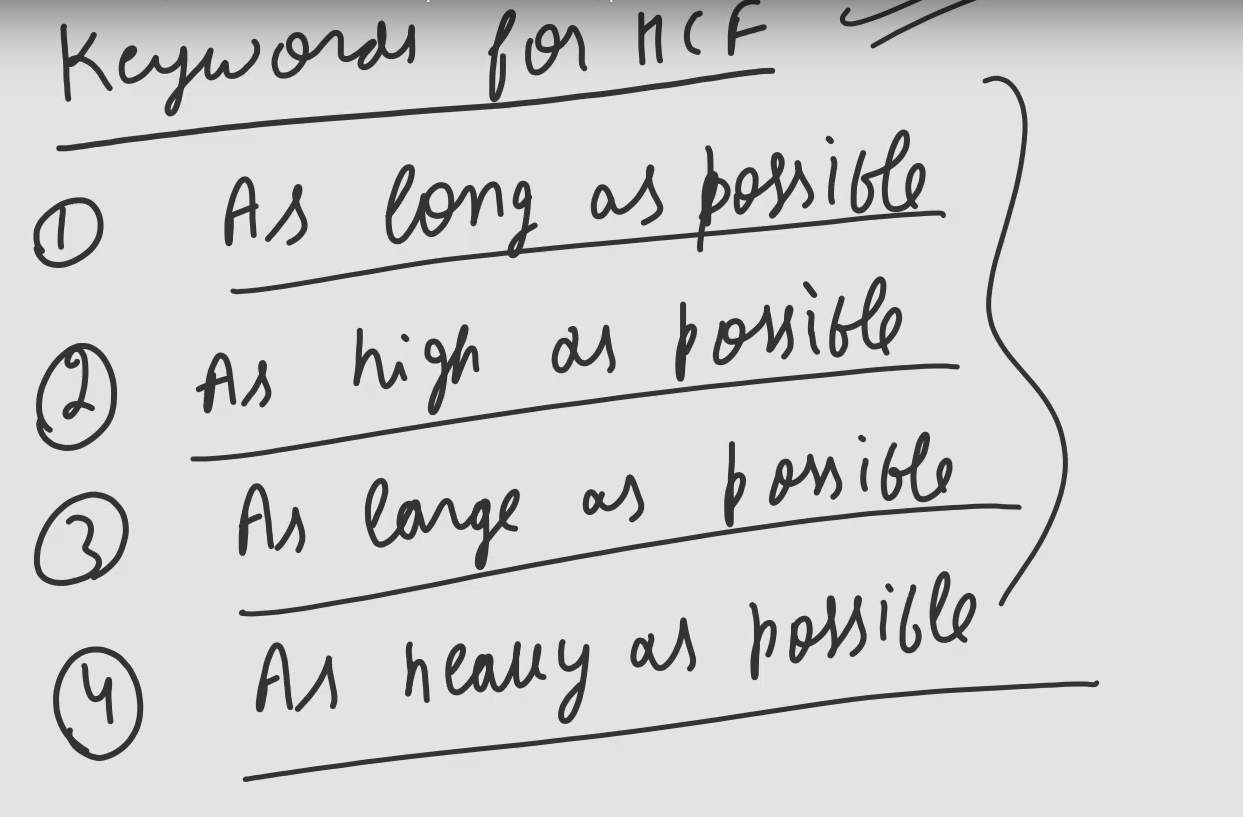 Keywords for HCF
① As long as possible
② As high as possible
③ As large as possible
④ As heavy as possible